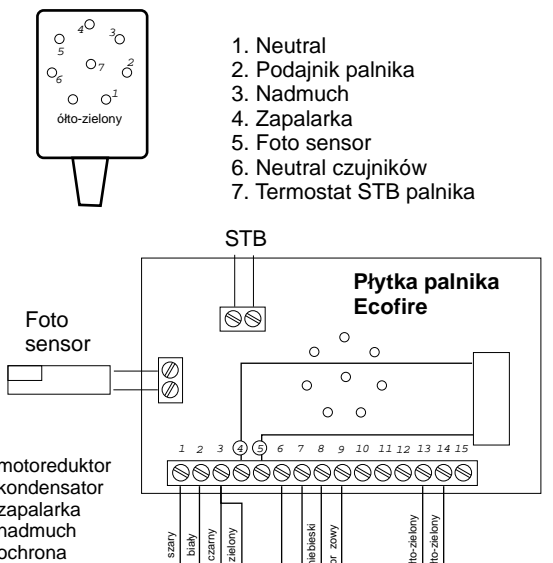 4
3
5
7
2
6
1
ółto-zielony
1. Neutral
2. Podajnik palnika
3. Nadmuch
4. Zapalarka
5. Foto sensor
6. Neutral czujników
7. Termostat STB palnika
STB
Płytka palnika
Ecofire
Foto
sensor
1 2 3 4 5 6 7 8 9 10 11 12 13 14 15
motoreduktor
kondensator
zapalarka
nadmuch
ochrona
szary
biały
czarny
zielony
niebieski
zowy
łto-zielony
łto-zielony